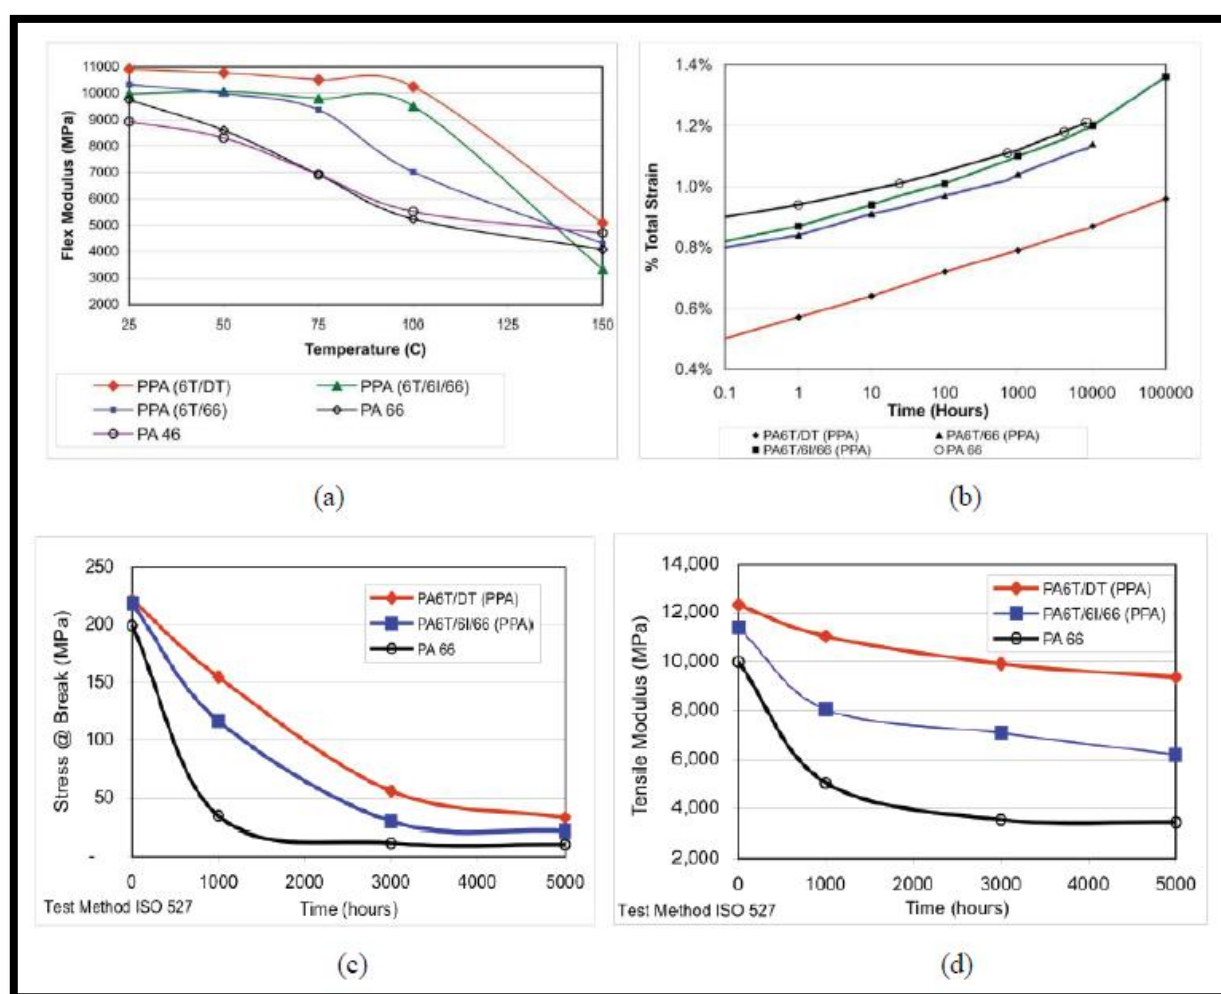 11000
10000
9000
8000
7000
6000
5000
4000
3000
2000
Flex Modulus (MPa)
25 50 75 100 125 150
Temperature (C)
PPA (6T/DT) PPA (6T/6I/66)
PPA (6T/66) PA 66
PA 46
(a)
1.4%
1.2%
1.0%
0.8%
0.6%
0.4%
% Total Strain
0.1 1 10 100 1000 10000 100000
Time (Hours)
PA6T/DT (PPA) PA6T/66 (PPA)
PA6T/6I/66 (PPA) PA 66
(b)
250
200
150
100
50
-
Stress @ Break (MPa)
PA6T/DT (PPA)
PA6T/6I/66 (PPA)
PA 66
0 1000 2000 3000 4000 5000
Test Method ISO 527 Time (hours)
(c)
14,000
12,000
10,000
8,000
6,000
4,000
2,000
Tensile Modulus (MPa)
PA6T/DT (PPA)
PA6T/6I/66 (PPA)
PA 66
0 1000 2000 3000 4000 5000
Test Method ISO 527 Time (hours)
(d)